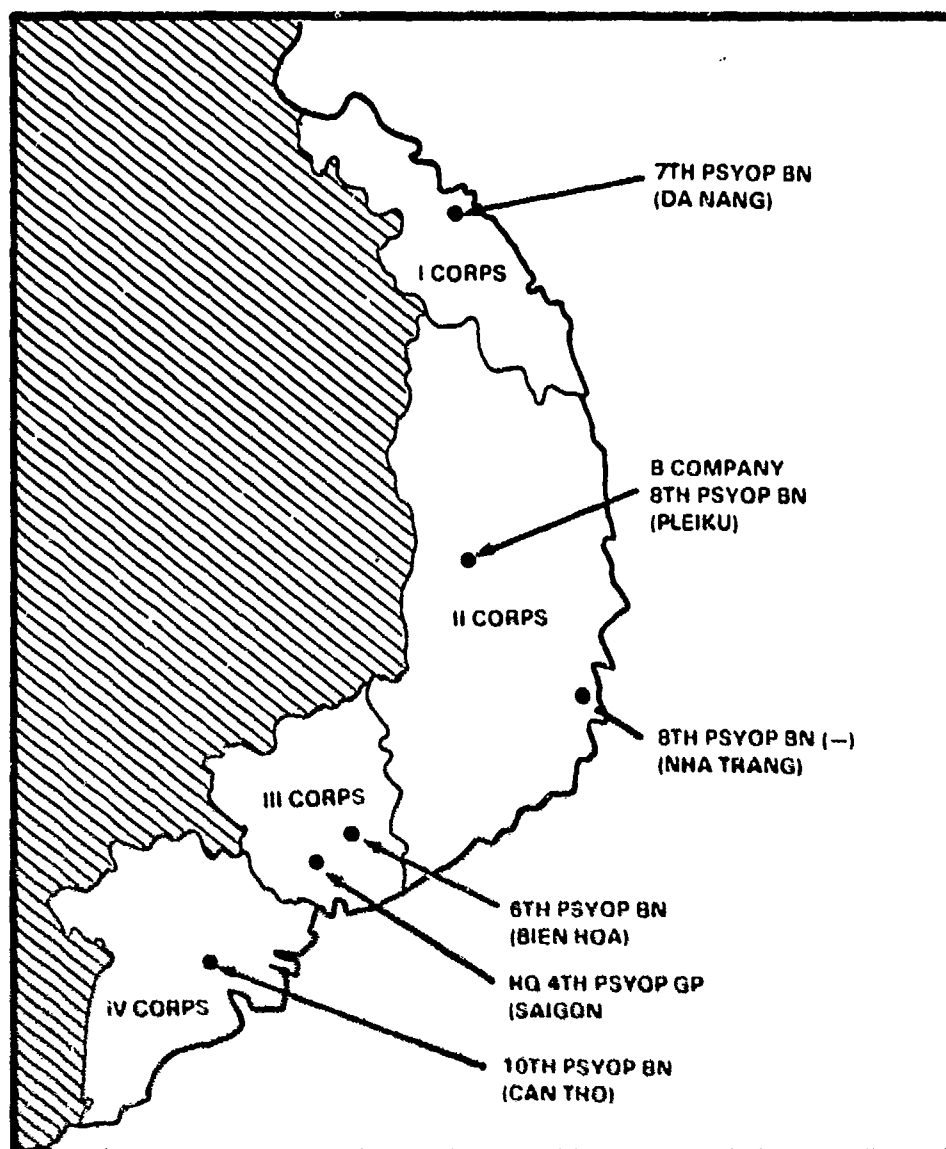 7TH PSYOP BN
(DA NANG)
I CORPS
B COMPANY
8TH PSYOP BN
(PLEIKU)
II CORPS
8TH PSYOP BN (—)
(NHA TRANG)
III CORPS
6TH PSYOP BN
(BIEN HOA)
HQ 4TH PSYOP GP
(SAIGON
IV CORPS
10TH PSYOP BN
(CAN THO)